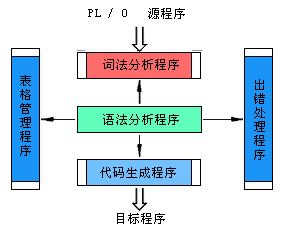 PL / 0 源程序
词法分析程序
表格管理程序
语法分析程序
出错处理程序
代码生成程序
目标程序